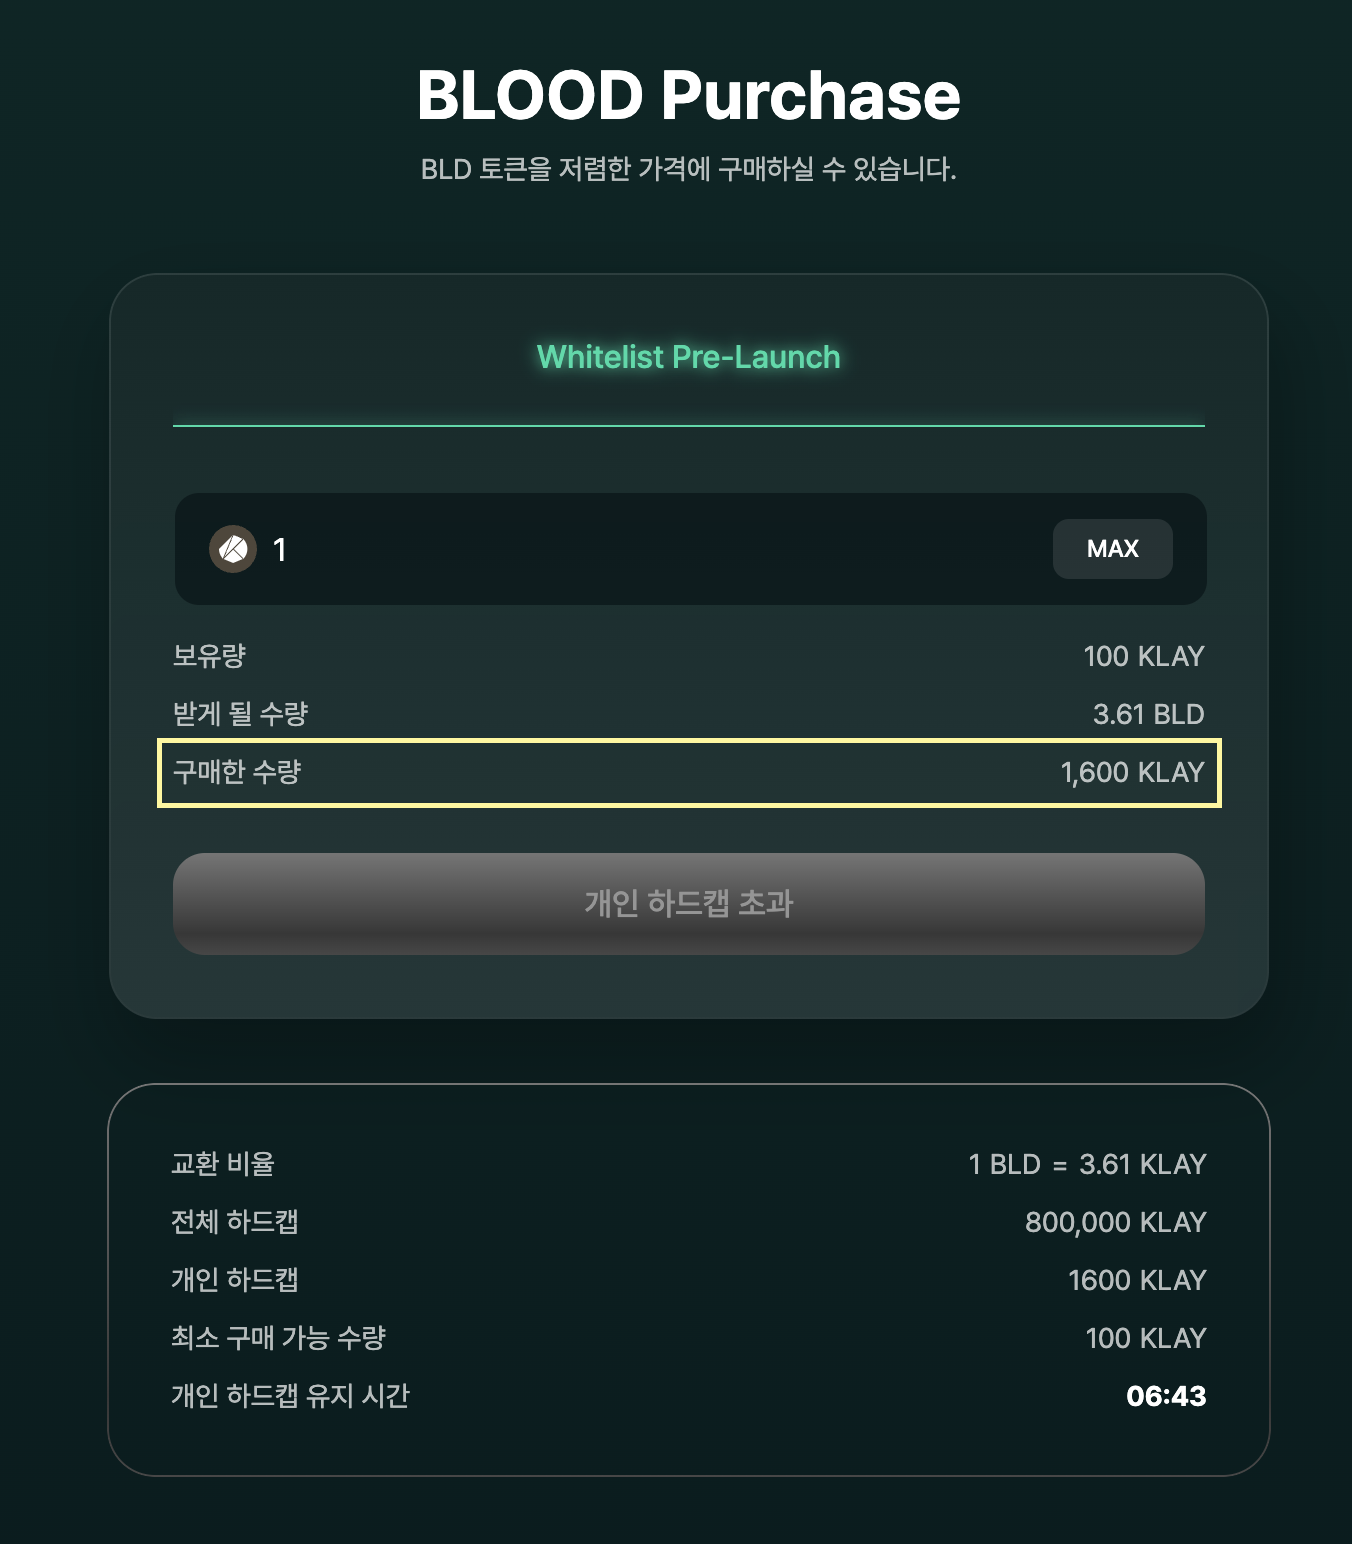 BLOOD Purchase
BLD 토큰을 저렴한 가격에 구매하실 수 있습니다.
Whitelist Pre-Launch
1 MAX
보유량 100 KLAY
받게 될 수량 3.61 BLD
구매한 수량 1,600 KLAY
개인 하드캡 초과
교환 비율 1 BLD = 3.61 KLAY
전체 하드캡 800,000 KLAY
개인 하드캡 1600 KLAY
최소 구매 가능 수량 100 KLAY
개인 하드캡 유지 시간 06:43